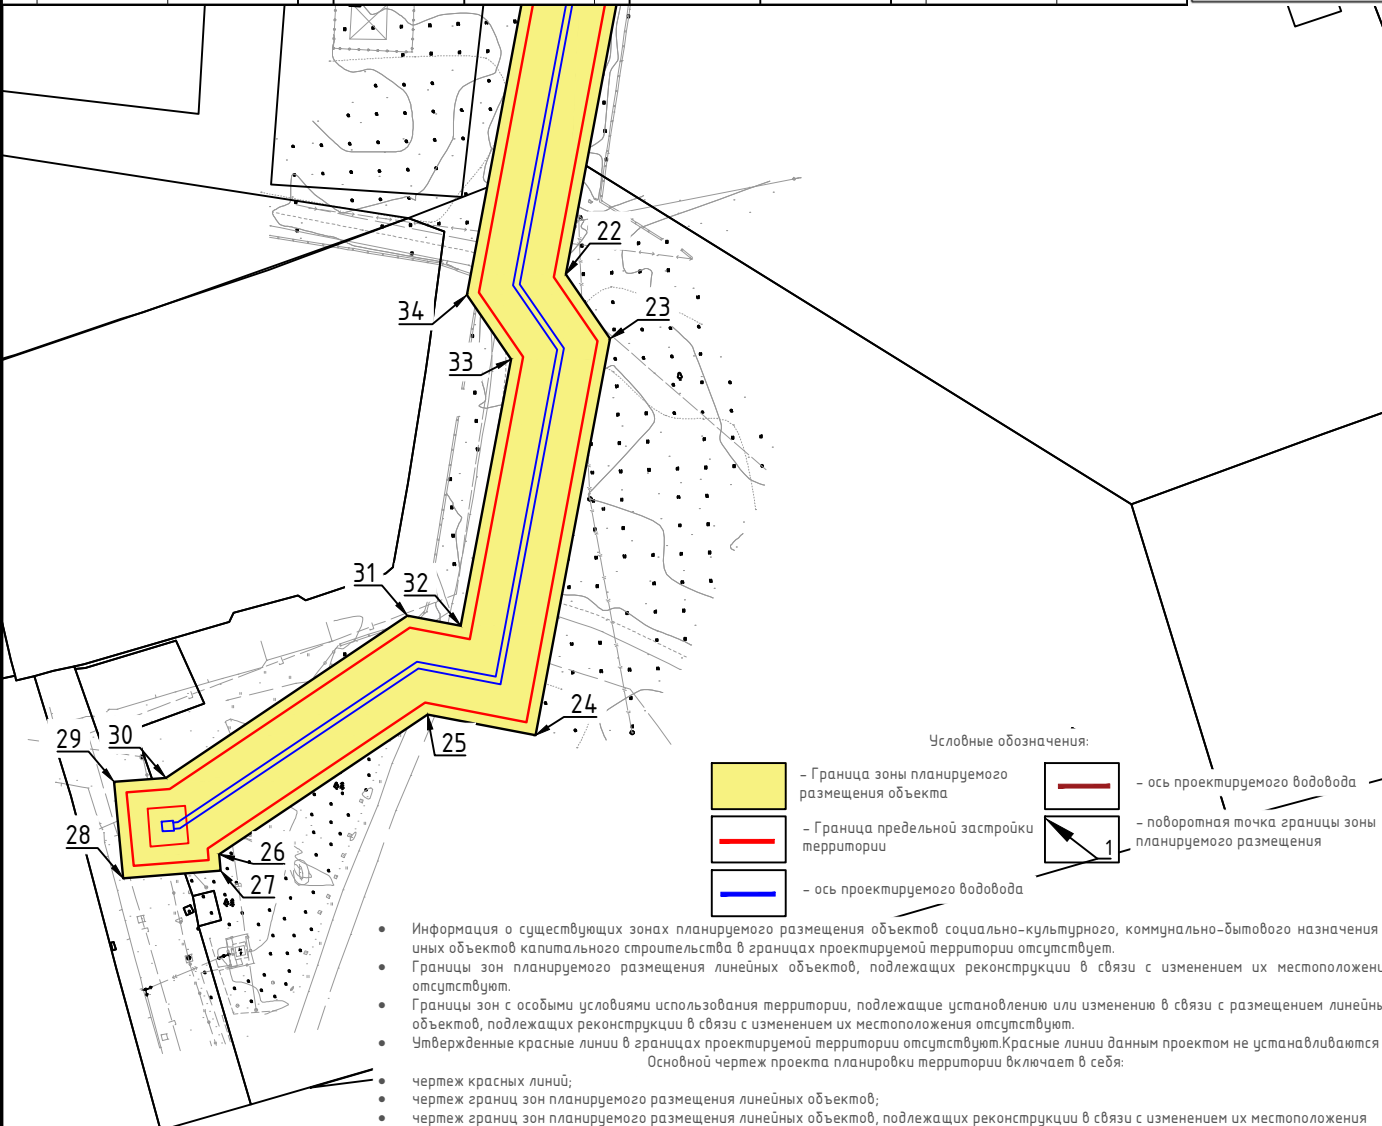 22
34
23
33
31
32
24
25
29
30
28
26
27
Условные обозначения:
- Граница зоны планируемого
размещения объекта
- ось проектируемого водовода
- Граница предельной застройки
территории
1
- поворотная точка границы зоны
планируемого размещения
- ось проектируемого водовода
• Информация о существующих зонах планируемого размещения объектов социально-культурного, коммунально-бытового назначения
иных объектов капитального строительства в границах проектируемой территории отсутствует.
• Границы зон планируемого размещения линейных объектов, подлежащих реконструкции в связи с изменением их местоположени
отсутствуют.
• Границы зон с особыми условиями использования территории, подлежащие установлению или изменению в связи с размещением линейны
объектов, подлежащих реконструкции в связи с изменением их местоположения отсутствуют.
• Утвержденные красные линии в границах проектируемой территории отсутствуют.Красные линии данным проектом не устанавливаются
Основной чертеж проекта планировки территории включает в себя:
• чертеж красных линий;
• чертеж границ зон планируемого размещения линейных объектов;
• чертеж границ зон планируемого размещения линейных объектов, подлежащих реконструкции в связи с изменением их местоположения